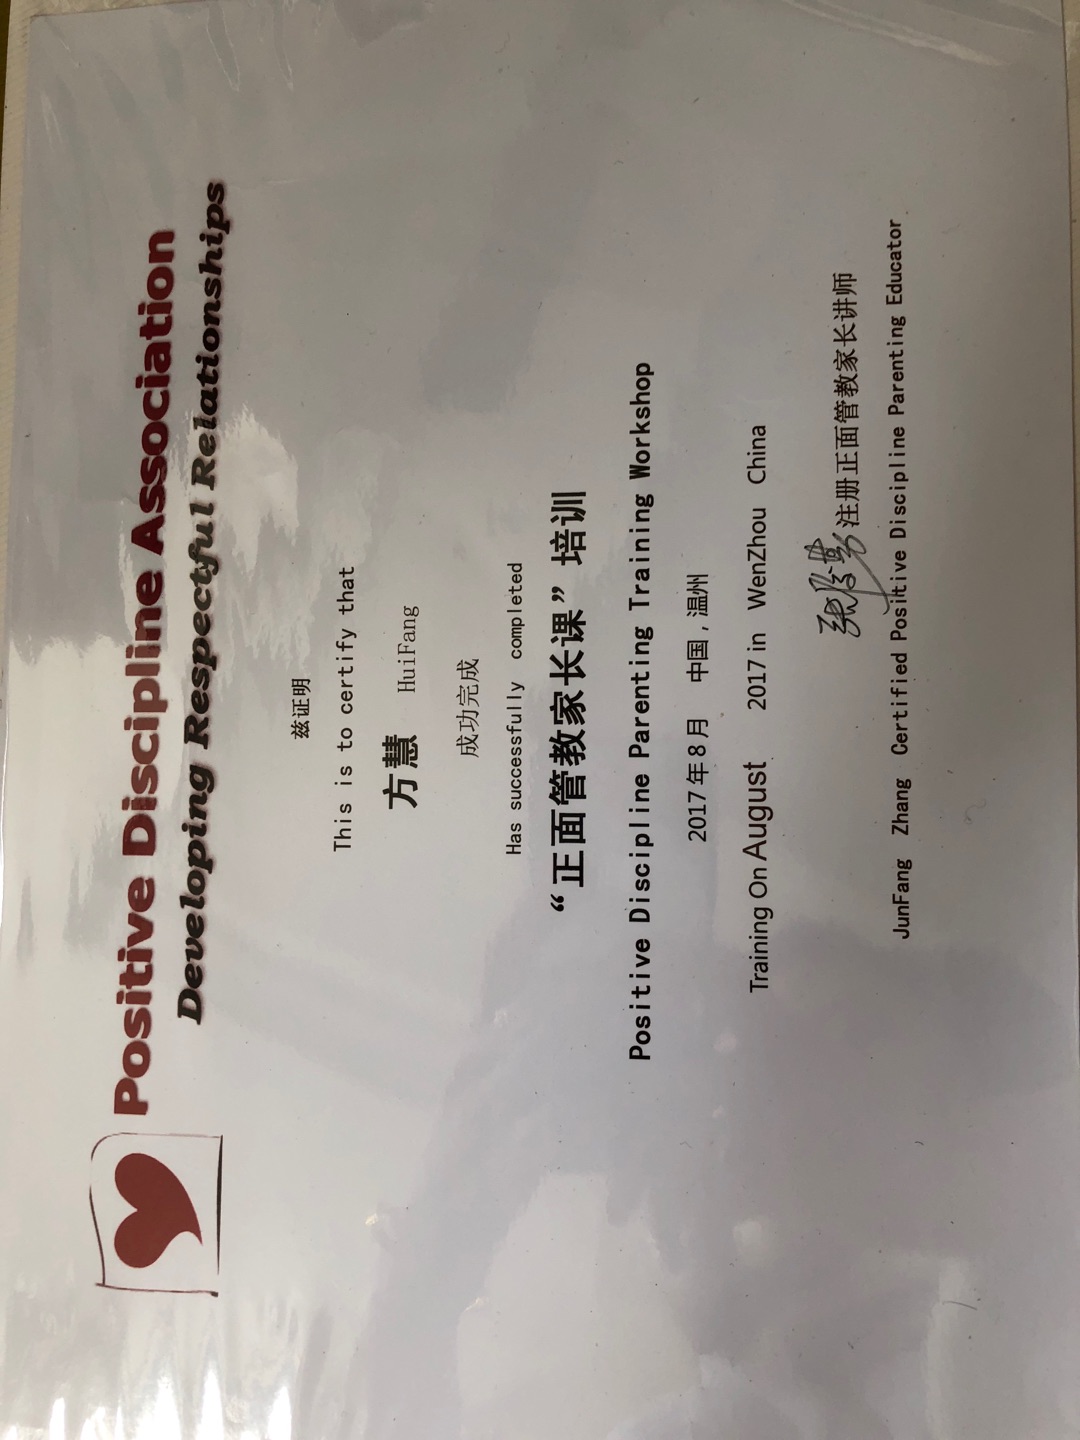 Positive Discipline Association
Developing Respectful Relationships
兹证明
This is to certify that
方慧 HuiFang
成功完成
Has successfully completed
“正面管教家长课”培训
Positive Discipline Parenting Training Workshop
2017年8月 中国，温州
Training On August 2017 in WenZhou China
注册正面管教家长讲师
JunFang Zhang Certified Positive Discipline Parenting Educator